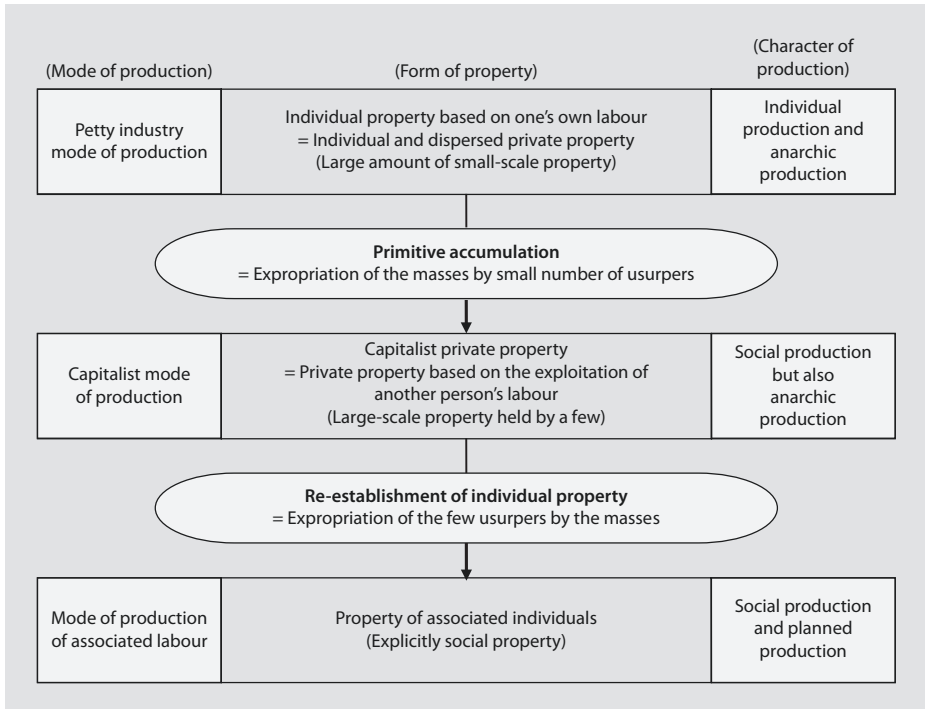 (Mode of production)
(Form of property)
(Character of
production)
Petty industry
mode of production
Individual property based on one’s own labour
= Individual and dispersed private property
(Large amount of small-scale property)
Individual
production and
anarchic
production
Primitive accumulation
= Expropriation of the masses by small number of usurpers
Capitalist mode
of production
Capitalist private property
= Private property based on the exploitation of
another person’s labour
(Large-scale property held by a few)
Social production
but also
anarchic
production
Re-establishment of individual property
= Expropriation of the few usurpers by the masses
Mode of production
of associated labour
Property of associated individuals
(Explicitly social property)
Social production
and planned
production